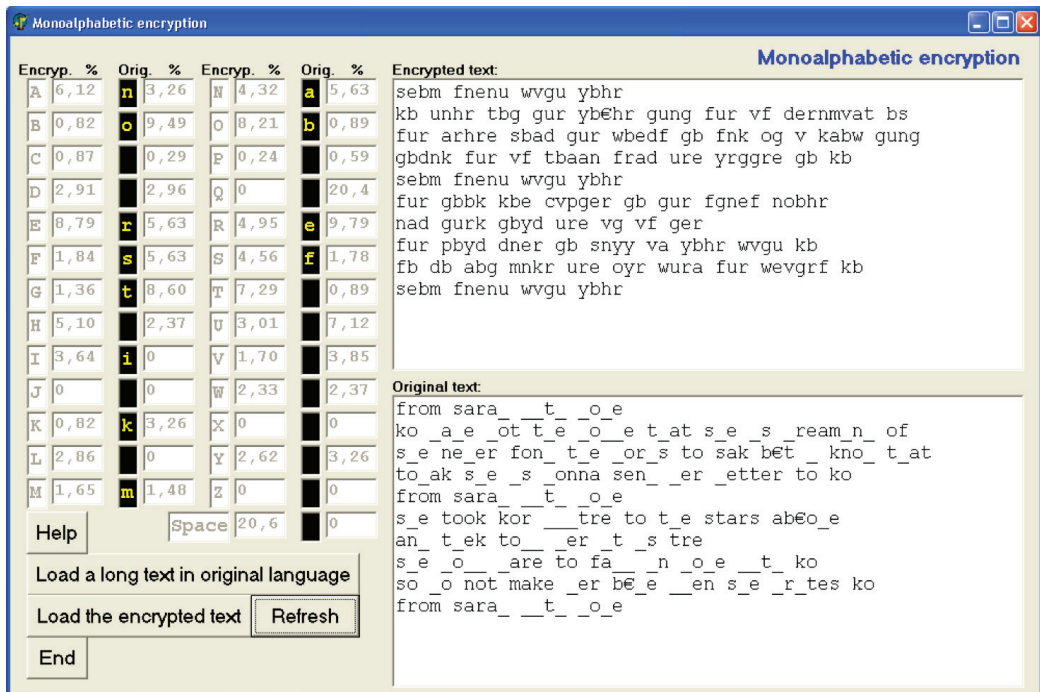 Monoalphabetic encryption
Monoalphabetic encryption
Encryp. % Orig. % Encryp. % Orig. %
A 6,12 n 3,26 N 4,32 a 5,63
B 0,82 o 9,49 O 8,21 b 0,89
C 0,87 0,29 P 0,24 0,59
D 2,91 2,96 Q 0 20,4
E 8,79 r 5,63 R 4,95 e 9,79
F 1,84 s 5,63 S 4,56 f 1,78
G 1,36 t 8,60 T 7,29 0,89
H 5,10 2,37 U 3,01 7,12
I 3,64 i 0 V 1,70 3,85
J 0 0 W 2,33 2,37
K 0,82 k 3,26 X 0 0
L 2,86 0 Y 2,62 3,26
M 1,65 m 1,48 Z 0 0
Space 20,6 0
Help
Load a long text in original language
Load the encrypted text Refresh
End
Encrypted text:
sebm fnenu wvgu ybhr
kb unhr tbg gur yb€hr gung fur vf dernmvat bs
fur arhre sbad gur wbedf gb fnk og v kabw gung
gbdnk fur vf tbaan frad ure yrggre gb kb
sebm fnenu wvgu ybhr
fur gbbk kbe cvpger gb gur fgnef nobhr
nad gurk gbyd ure vg vf ger
fur pbyd dner gb snyy va ybhr wvgu kb
fb db abg mnkr ure oyr wura fur wevgrf kb
sebm fnenu wvgu ybhr
Original text:
from sara_ __t_ _o_e
ko _a_e _ot t_e _o__e t_at s_e _s _ream_n_ of
s_e ne_er fon_ t_e _or_s to sak b€t _ kno_ t_at
to_ak s_e _s _onna sen_ _er _etter to ko
from sara_ __t_ _o_e
s_e took kor ___tre to t_e stars ab€o_e
an_ t_ek to__ _er _t _s tre
s_e _o__ _are to fa__ _n _o_e __t_ ko
so _o not make _er b€_e __en s_e _r_tes ko
from sara_ __t_ _o_e